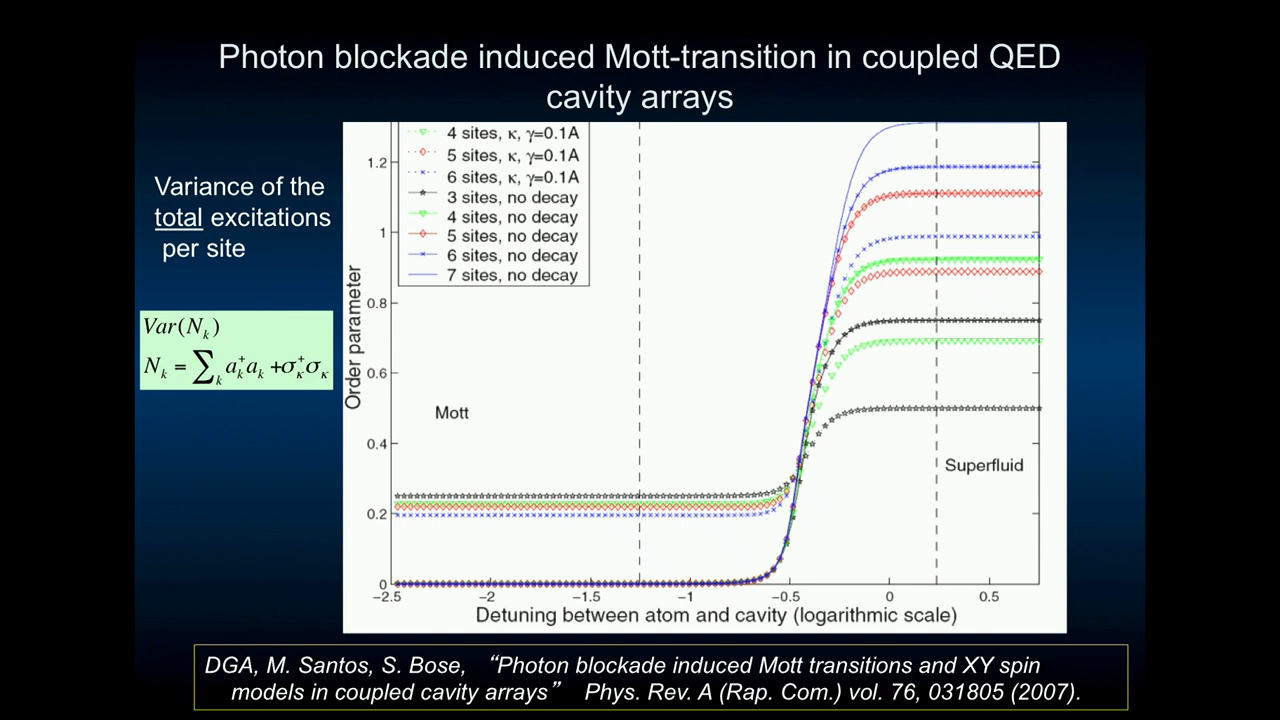 Photon blockade induced Mott-transition in coupled QED
cavity arrays
Variance of the
total excitations
per site
Var(N_k)
N_k = ∑_k a_k^+ a_k + σ_κ^+ σ_κ
4 sites, κ, γ=0.1A
5 sites, κ, γ=0.1A
6 sites, κ, γ=0.1A
3 sites, no decay
4 sites, no decay
5 sites, no decay
6 sites, no decay
7 sites, no decay
Order parameter
1.2
1
0.8
0.6
0.4
0.2
0
Mott
Superfluid
−2.5 −2 −1.5 −1 −0.5 0 0.5
Detuning between atom and cavity (logarithmic scale)
DGA, M. Santos, S. Bose, “Photon blockade induced Mott transitions and XY spin
models in coupled cavity arrays” Phys. Rev. A (Rap. Com.) vol. 76, 031805 (2007).